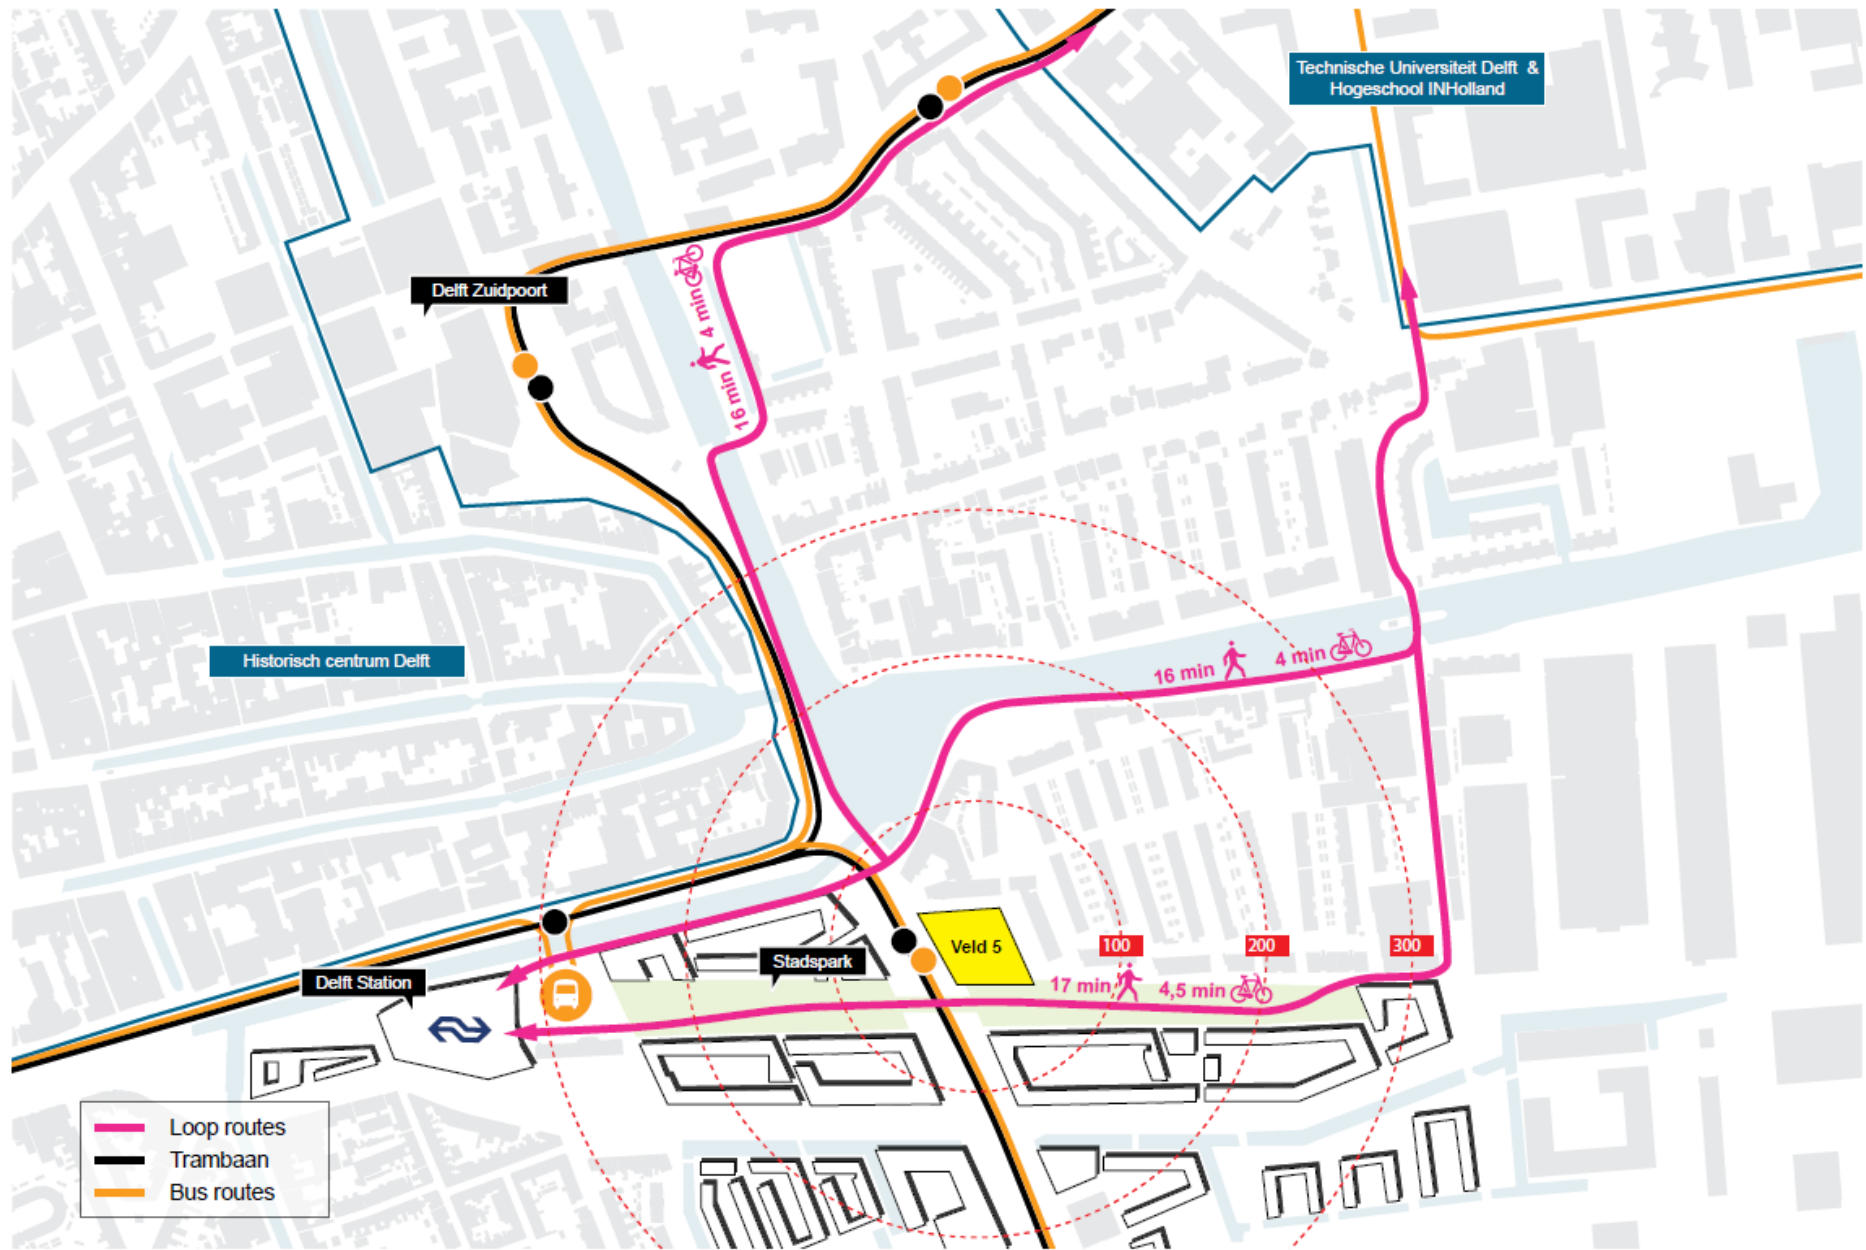 Technische Universiteit Delft &
Hogeschool INHolland
Delft Zuidpoort
4 min
16 min
Historisch centrum Delft
16 min
4 min
Veld 5
100
200
300
Stadspark
Delft Station
17 min
4,5 min
Loop routes
Trambaan
Bus routes